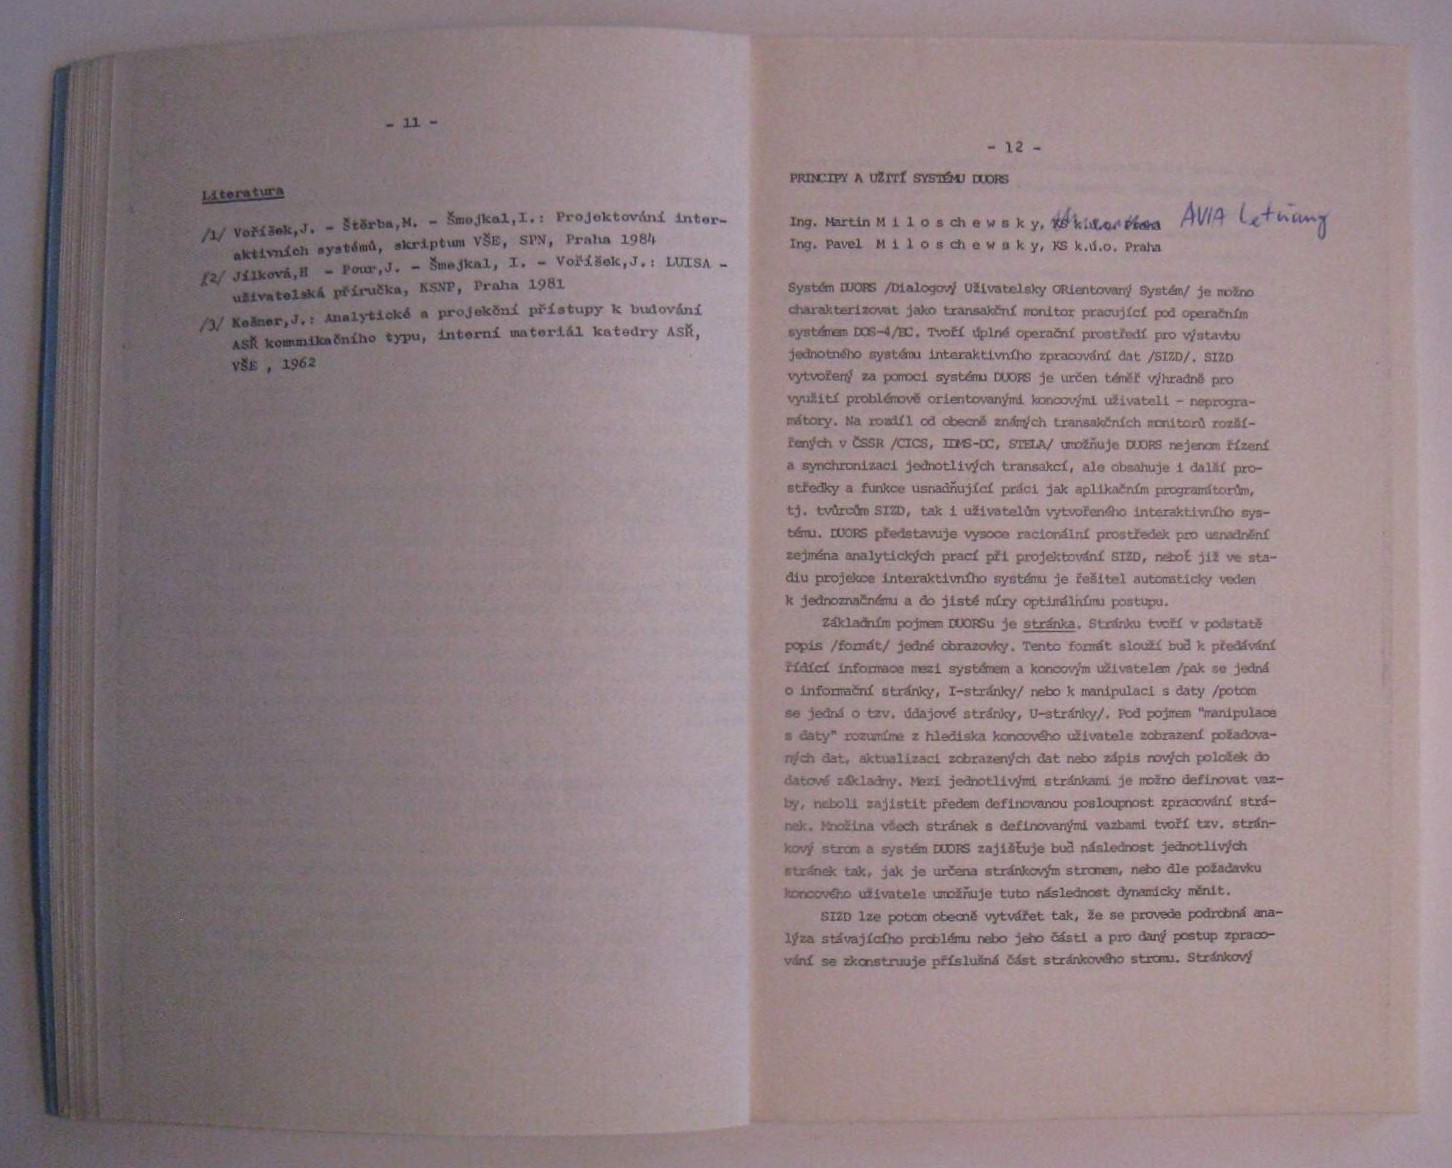 - 11 -
Literatura
/1/ Voříšek,J. - Štěrba,M. - Šmejkal,I.: Projektování inter-
aktivních systémů, skriptum VŠE, SPN, Praha 1984
/2/ Jílková,H - Pour,J. - Šmejkal, I. - Voříšek,J.: LUISA -
uživatelská příručka, KSNP, Praha 1981
/3/ Kešner,J.: Analytické a projekční přístupy k budování
ASŘ komunikačního typu, interní materiál katedry ASŘ,
VŠE , 1962
- 12 -
PRINCIPY A UŽITÍ SYSTÉMU DUORS
Ing. Martin M i l o s c h e w s k y, AVIA Letňany
Ing. Pavel M i l o s c h e w s k y, KS k.ú.o. Praha
Systém DUORS /Dialogový Uživatelsky ORientovaný Systém/ je možno
charakterizovat jako transakční monitor pracující pod operačním
systémem DOS-4/EC. Tvoří úplné operační prostředí pro výstavbu
jednotného systému interaktivního zpracování dat /SIZD/. SIZD
vytvořený za pomoci systému DUORS je určen téměř výhradně pro
využití problémově orientovanými koncovými uživateli - neprogra-
mátory. Na rozdíl od obecně známých transakčních monitorů rozší-
řených v ČSSR /CICS, IDMS-DC, STELA/ umožňuje DUORS nejenom řízení
a synchronizaci jednotlivých transakcí, ale obsahuje i další pro-
středky a funkce usnadňující práci jak aplikačním programátorům,
tj. tvůrcům SIZD, tak i uživatelům vytvořeného interaktivního sys-
tému. DUORS představuje vysoce racionální prostředek pro usnadnění
zejména analytických prací při projektování SIZD, neboť již ve sta-
diu projekce interaktivního systému je řešitel automaticky veden
k jednoznačnému a do jisté míry optimálnímu postupu.
Základním pojmem DUORSu je stránka. Stránku tvoří v podstatě
popis /formát/ jedné obrazovky. Tento formát slouží buď k předávání
řídící informace mezi systémem a koncovým uživatelem /pak se jedná
o informační stránky, I-stránky/ nebo k manipulaci s daty /potom
se jedná o tzv. údajové stránky, U-stránky/. Pod pojmem "manipulace
s daty" rozumíme z hlediska koncového uživatele zobrazení požadova-
ných dat, aktualizaci zobrazených dat nebo zápis nových položek do
datové základny. Mezi jednotlivými stránkami je možno definovat vaz-
by, neboli zajistit předem definovanou posloupnost zpracování strá-
nek. Množina všech stránek s definovanými vazbami tvoří tzv. strán-
kový strom a systém DUORS zajišťuje buď následnost jednotlivých
stránek tak, jak je určena stránkovým stromem, nebo dle požadavku
koncového uživatele umožňuje tuto následnost dynamicky měnit.
SIZD lze potom obecně vytvářet tak, že se provede podrobná ana-
lýza stávajícího problému nebo jeho části a pro daný postup zpraco-
vání se zkonstruuje příslušná část stránkového stromu. Stránkový